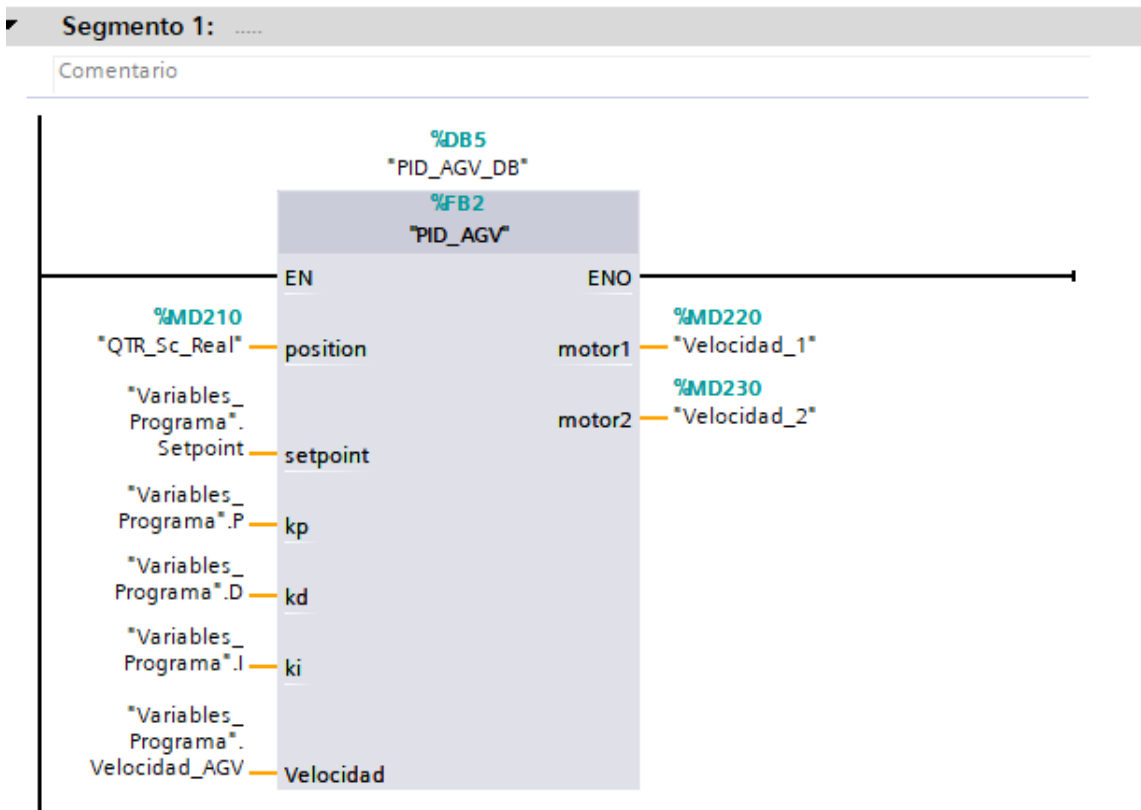 Segmento 1: .....
Comentario
%DB5
"PID_AGV_DB"
%FB2
"PID_AGV"
EN
ENO
%MD210
"QTR_Sc_Real"
position
%MD220
"Velocidad_1"
motor1
"Variables_
Programa".
Setpoint
setpoint
%MD230
"Velocidad_2"
motor2
"Variables_
Programa".P
kp
"Variables_
Programa".D
kd
"Variables_
Programa".I
ki
"Variables_
Programa".
Velocidad_AGV
Velocidad